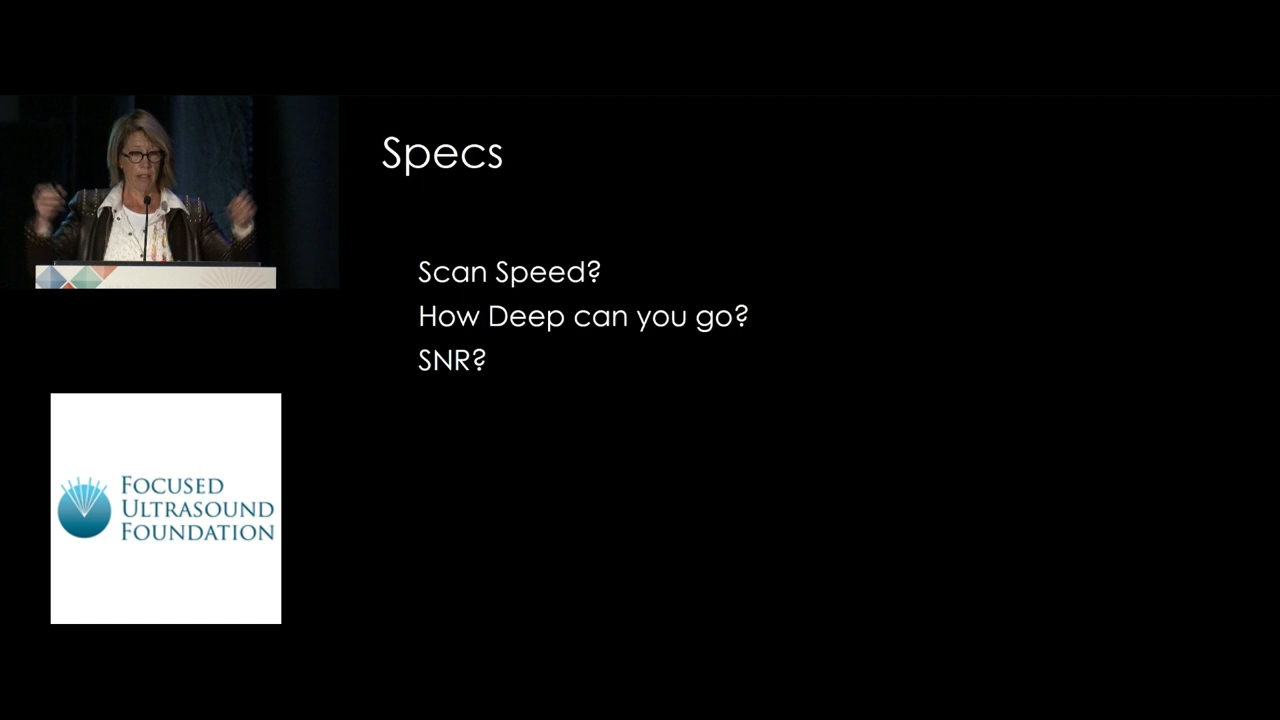 Specs
Scan Speed?
How Deep can you go?
SNR?
FOCUSED
ULTRASOUND
FOUNDATION